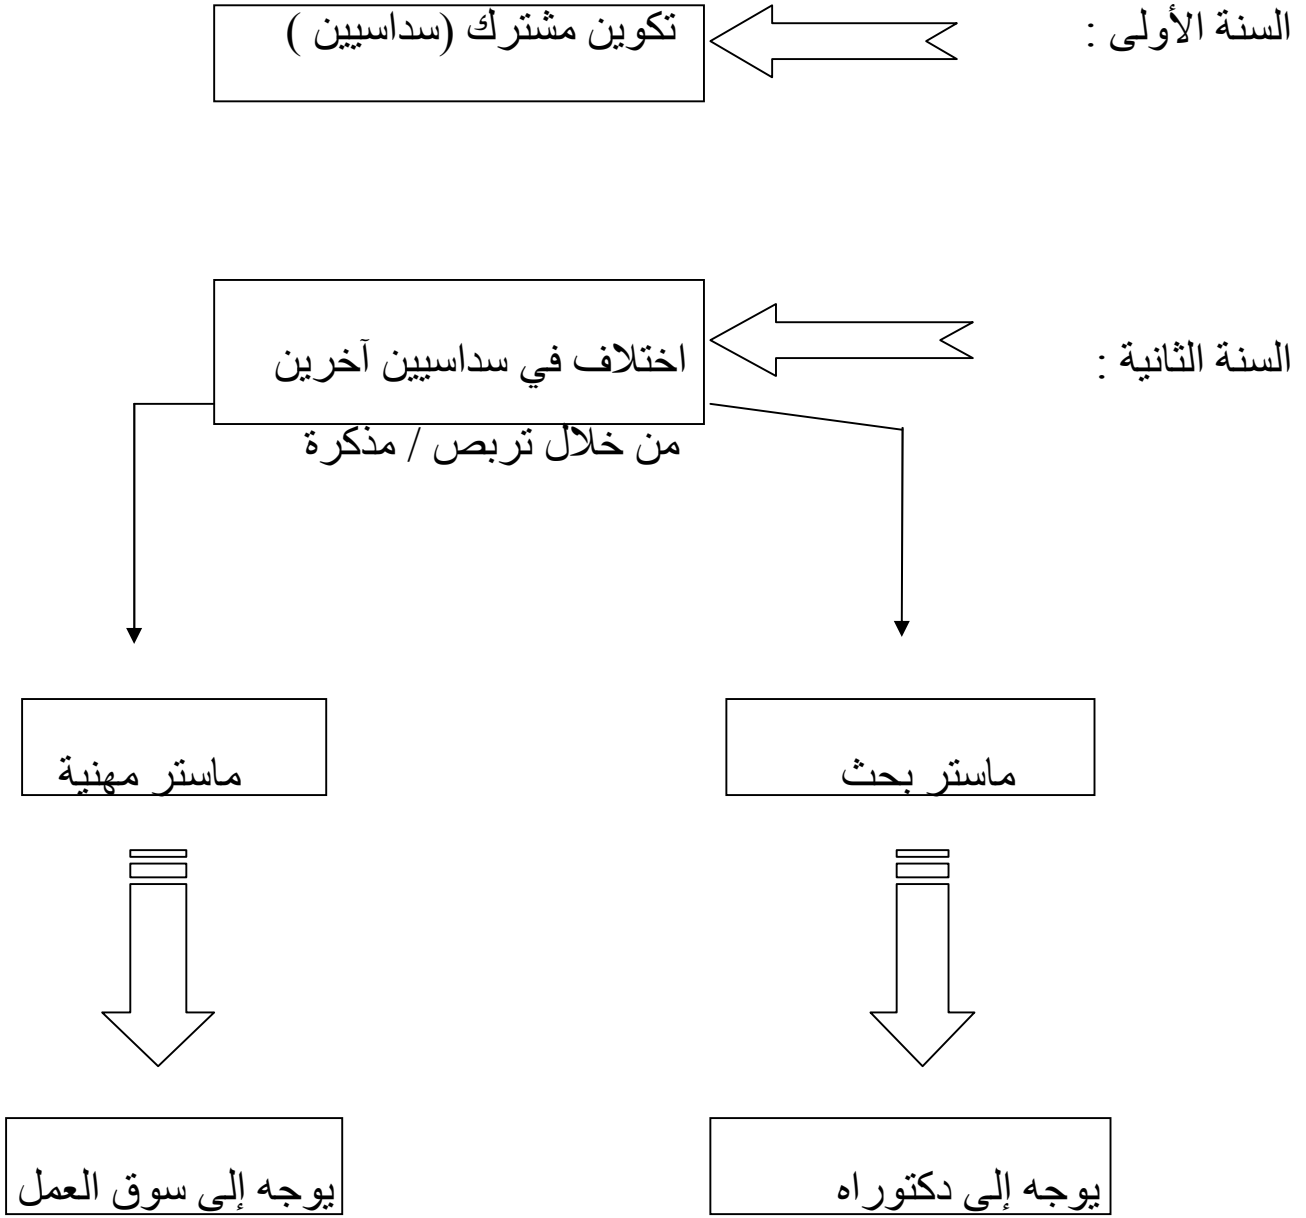 السنة الأولى :
تكوين مشترك (سداسيين )
السنة الثانية :
اختلاف في سداسيين آخرين
من خلال تربص / مذكرة
ماستر بحث
ماستر مهنية
يوجه إلى دكتوراه
يوجه إلى سوق العمل